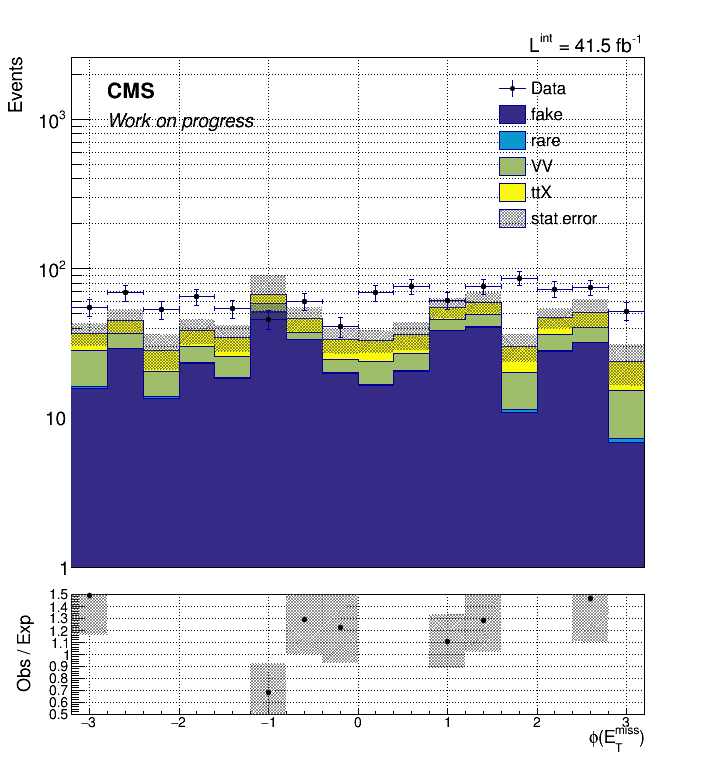 L^int = 41.5 fb^-1
Events
CMS
Work on progress
Data
fake
rare
VV
ttX
stat error
10^3
10^2
10
1
Obs / Exp
1.5
1.4
1.3
1.2
1.1
1
0.9
0.8
0.7
0.6
0.5
−3 −2 −1 0 1 2 3
ϕ(E_T^miss)